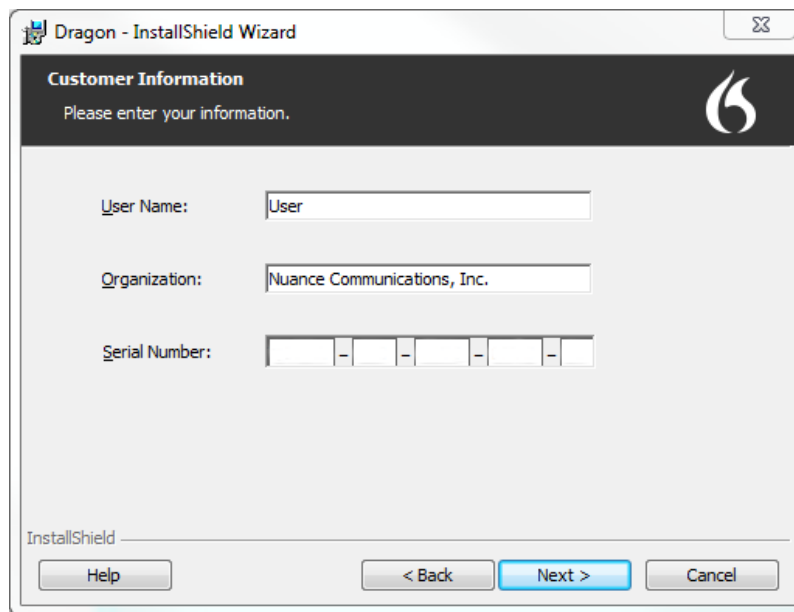 Dragon - InstallShield Wizard
Customer Information
Please enter your information.
User Name: User
Organization: Nuance Communications, Inc.
Serial Number: - - - -
InstallShield
Help < Back Next > Cancel